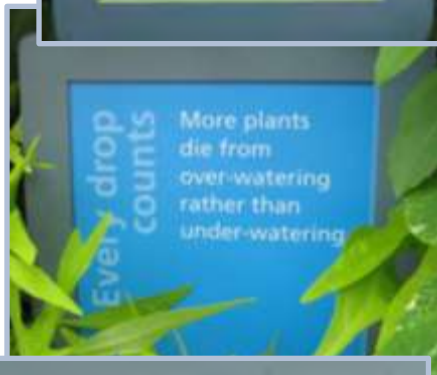 Every drop
counts
More plants
die from
over-watering
rather than
under-watering